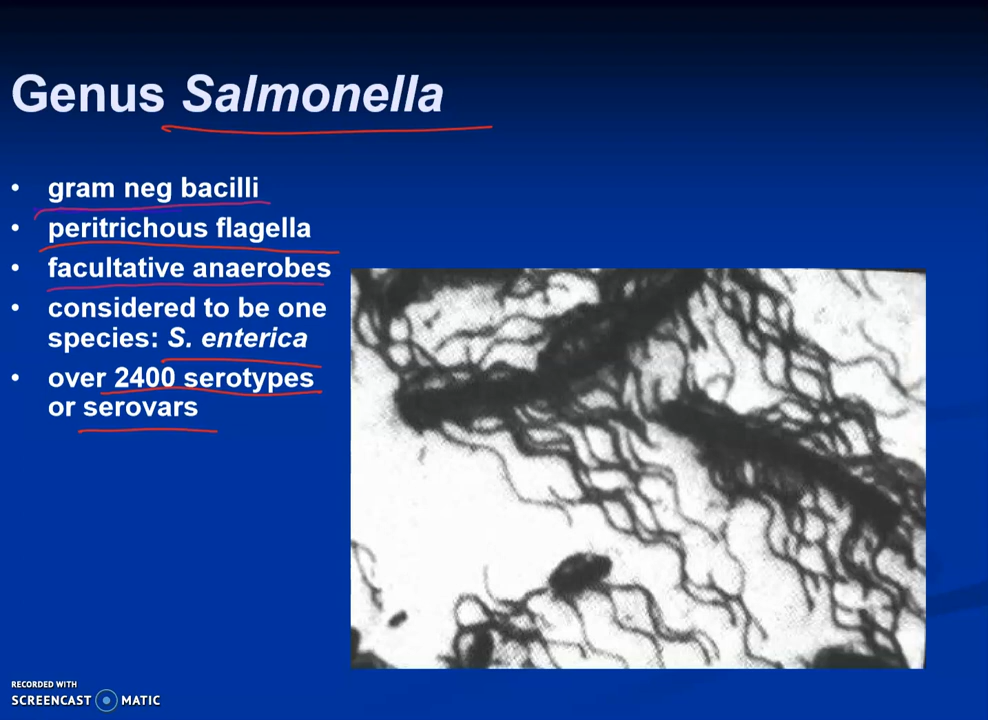 Genus Salmonella
• gram neg bacilli
• peritrichous flagella
• facultative anaerobes
• considered to be one
species: S. enterica
• over 2400 serotypes
or serovars
RECORDED WITH
SCREENCAST MATIC